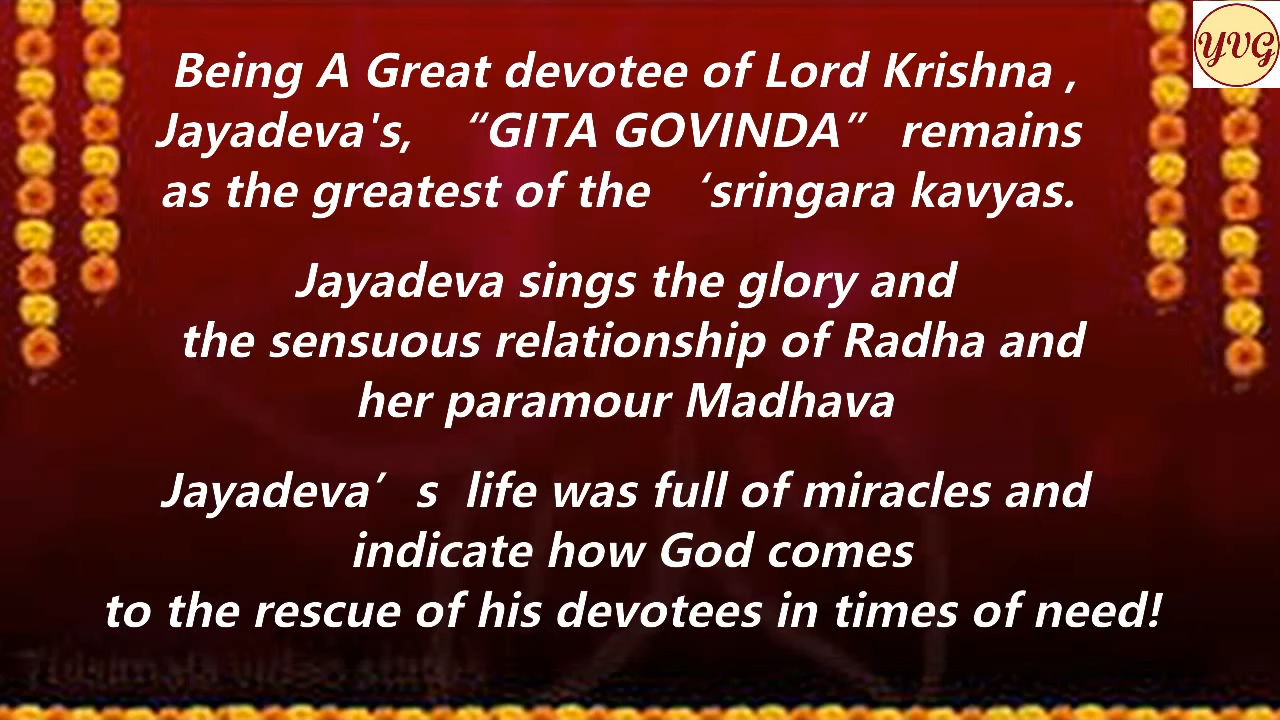 YVG
Being A Great devotee of Lord Krishna ,
Jayadeva's, “GITA GOVINDA” remains
as the greatest of the ‘sringara kavyas.
Jayadeva sings the glory and
the sensuous relationship of Radha and
her paramour Madhava
Jayadeva’ s life was full of miracles and
indicate how God comes
to the rescue of his devotees in times of need!